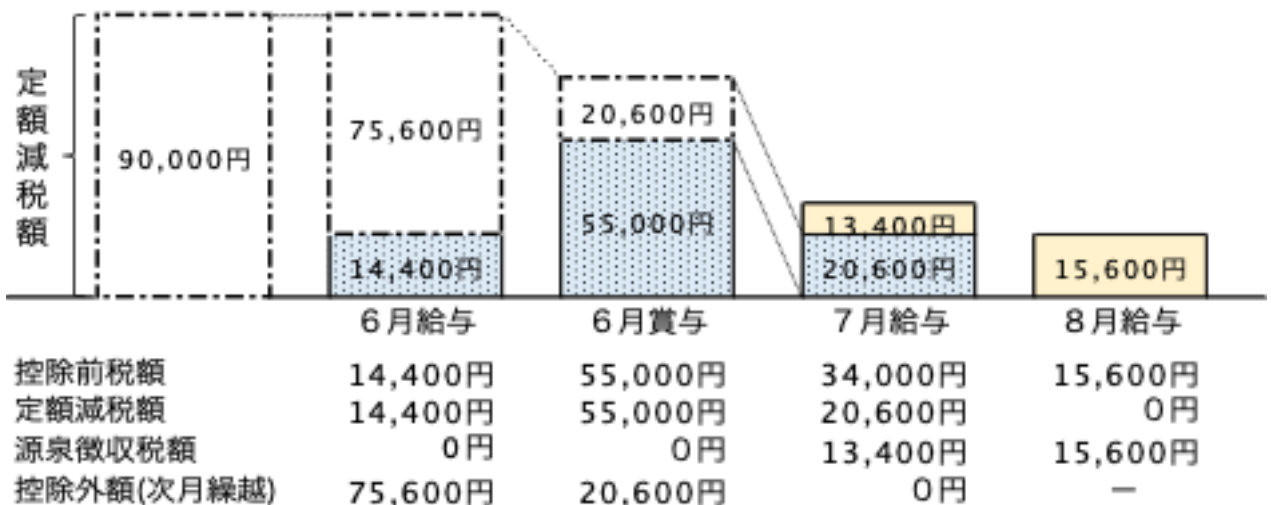 定額減税額
90,000円
75,600円
14,400円
20,600円
55,000円
13,400円
20,600円
15,600円
6月給与 6月賞与 7月給与 8月給与
控除前税額 14,400円 55,000円 34,000円 15,600円
定額減税額 14,400円 55,000円 20,600円 0円
源泉徴収税額 0円 0円 13,400円 15,600円
控除外額(次月繰越) 75,600円 20,600円 0円 －